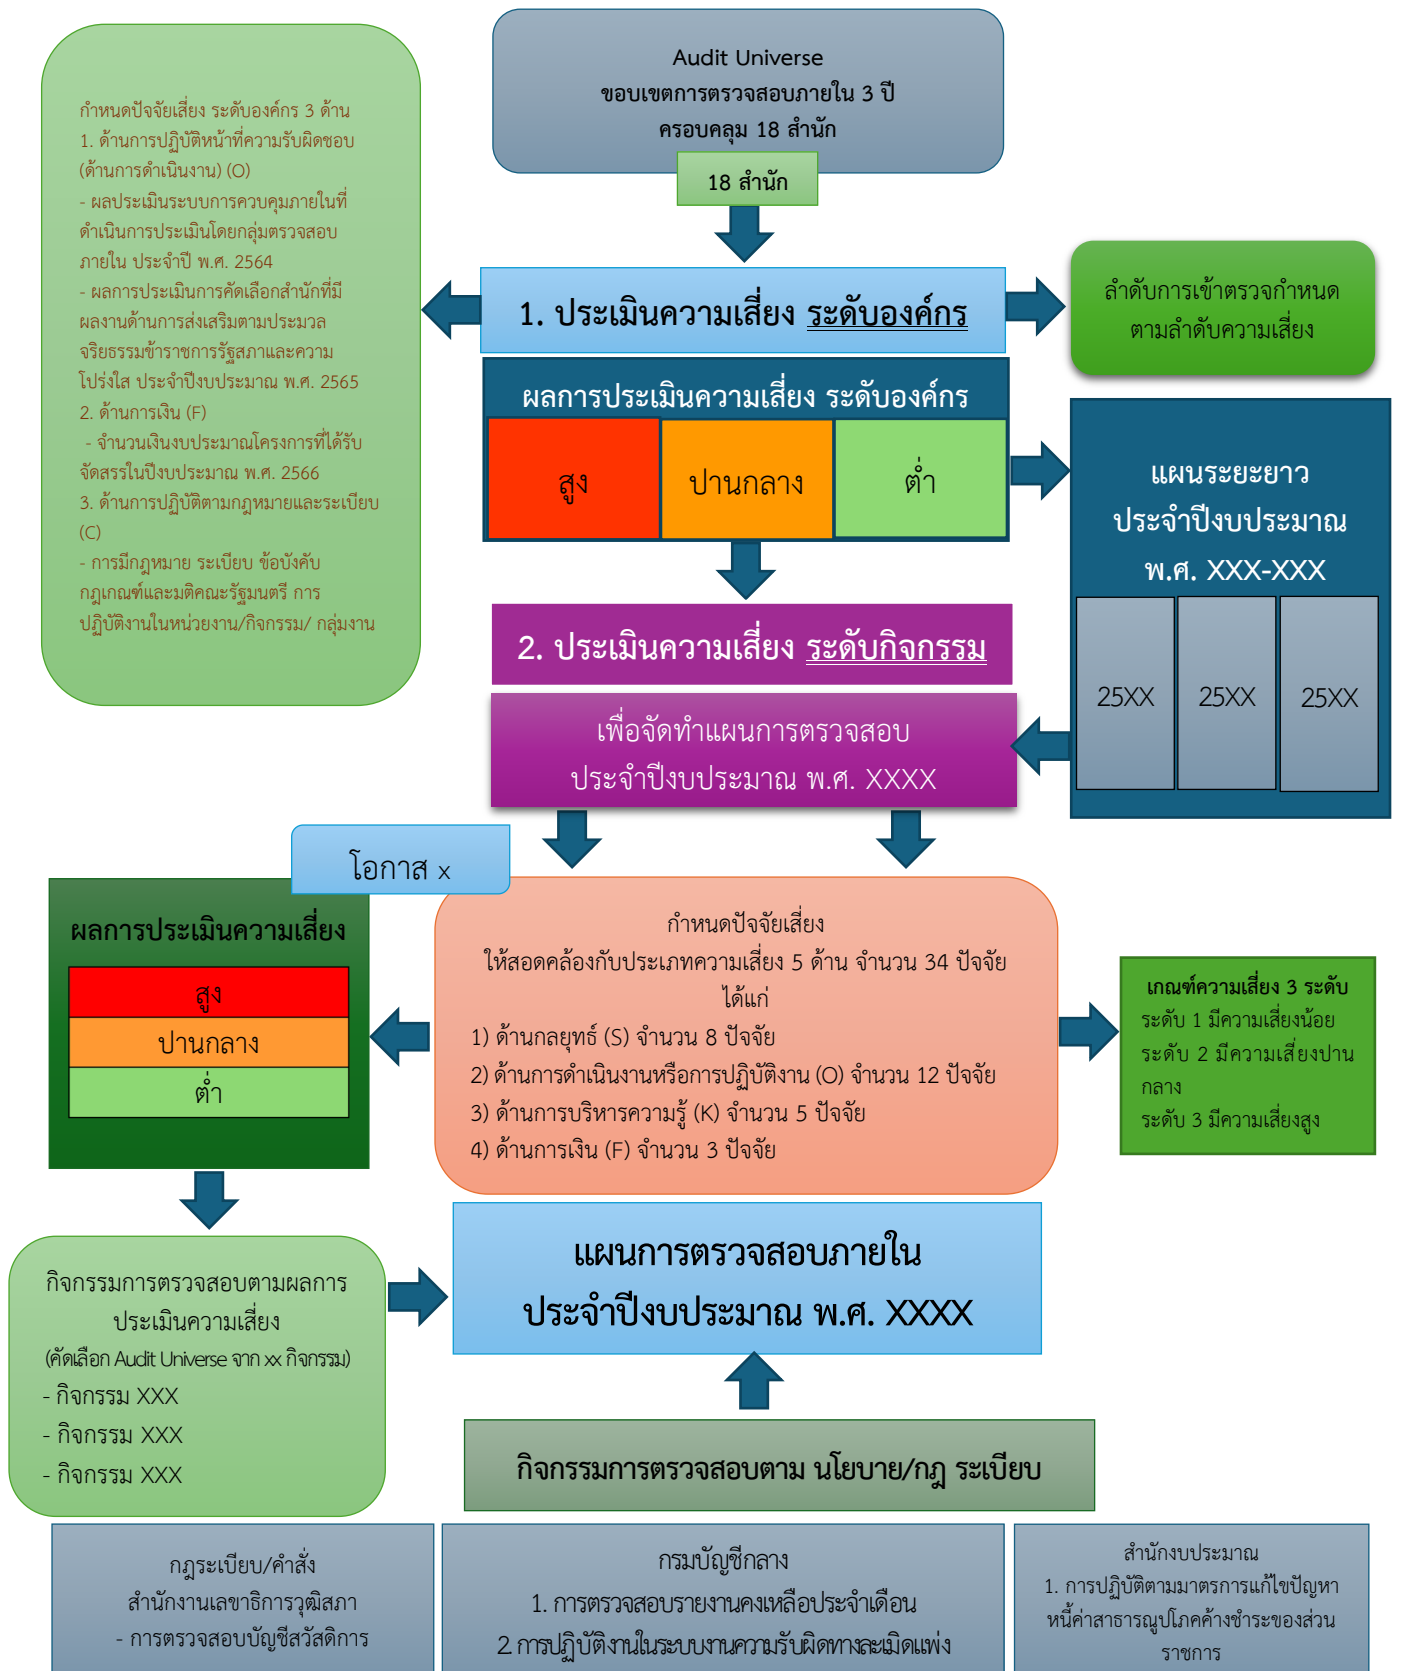 Audit Universe
ขอบเขตการตรวจสอบภายใน 3 ปี
ครอบคลุม 18 สำนัก
18 สำนัก
กำหนดปัจจัยเสี่ยง ระดับองค์กร 3 ด้าน
1. ด้านการปฏิบัติหน้าที่ความรับผิดชอบ
(ด้านการดำเนินงาน) (O)
- ผลประเมินระบบการควบคุมภายในที่
ดำเนินการประเมินโดยกลุ่มตรวจสอบ
ภายใน ประจำปี พ.ศ. 2564
- ผลการประเมินการคัดเลือกสำนักที่มี
ผลงานด้านการส่งเสริมตามประมวล
จริยธรรมข้าราชการรัฐสภาและความ
โปร่งใส ประจำปีงบประมาณ พ.ศ. 2565
2. ด้านการเงิน (F)
- จำนวนเงินงบประมาณโครงการที่ได้รับ
จัดสรรในปีงบประมาณ พ.ศ. 2566
3. ด้านการปฏิบัติตามกฎหมายและระเบียบ
(C)
- การมีกฎหมาย ระเบียบ ข้อบังคับ
กฎเกณฑ์และมติคณะรัฐมนตรี การ
ปฏิบัติงานในหน่วยงาน/กิจกรรม/ กลุ่มงาน
1. ประเมินความเสี่ยง ระดับองค์กร
ลำดับการเข้าตรวจกำหนด
ตามลำดับความเสี่ยง
ผลการประเมินความเสี่ยง ระดับองค์กร
สูง
ปานกลาง
ต่ำ
แผนระยะยาว
ประจำปีงบประมาณ
พ.ศ. XXX-XXX
25XX
25XX
25XX
2. ประเมินความเสี่ยง ระดับกิจกรรม
เพื่อจัดทำแผนการตรวจสอบ
ประจำปีงบประมาณ พ.ศ. XXXX
โอกาส x
ผลการประเมินความเสี่ยง
สูง
ปานกลาง
ต่ำ
กำหนดปัจจัยเสี่ยง
ให้สอดคล้องกับประเภทความเสี่ยง 5 ด้าน จำนวน 34 ปัจจัย
ได้แก่
1) ด้านกลยุทธ์ (S) จำนวน 8 ปัจจัย
2) ด้านการดำเนินงานหรือการปฏิบัติงาน (O) จำนวน 12 ปัจจัย
3) ด้านการบริหารความรู้ (K) จำนวน 5 ปัจจัย
4) ด้านการเงิน (F) จำนวน 3 ปัจจัย
เกณฑ์ความเสี่ยง 3 ระดับ
ระดับ 1 มีความเสี่ยงน้อย
ระดับ 2 มีความเสี่ยงปาน
กลาง
ระดับ 3 มีความเสี่ยงสูง
กิจกรรมการตรวจสอบตามผลการ
ประเมินความเสี่ยง
(คัดเลือก Audit Universe จาก xx กิจกรรม)
- กิจกรรม XXX
- กิจกรรม XXX
- กิจกรรม XXX
แผนการตรวจสอบภายใน
ประจำปีงบประมาณ พ.ศ. XXXX
กิจกรรมการตรวจสอบตาม นโยบาย/กฎ ระเบียบ
กฎระเบียบ/คำสั่ง
สำนักงานเลขาธิการวุฒิสภา
- การตรวจสอบบัญชีสวัสดิการ
กรมบัญชีกลาง
1. การตรวจสอบรายงานคงเหลือประจำเดือน
2. การปฏิบัติงานในระบบงานความรับผิดทางละเมิดแพ่ง
สำนักงบประมาณ
1. การปฏิบัติตามมาตรการแก้ไขปัญหา
หนี้ค่าสาธารณูปโภคค้างชำระของส่วน
ราชการ